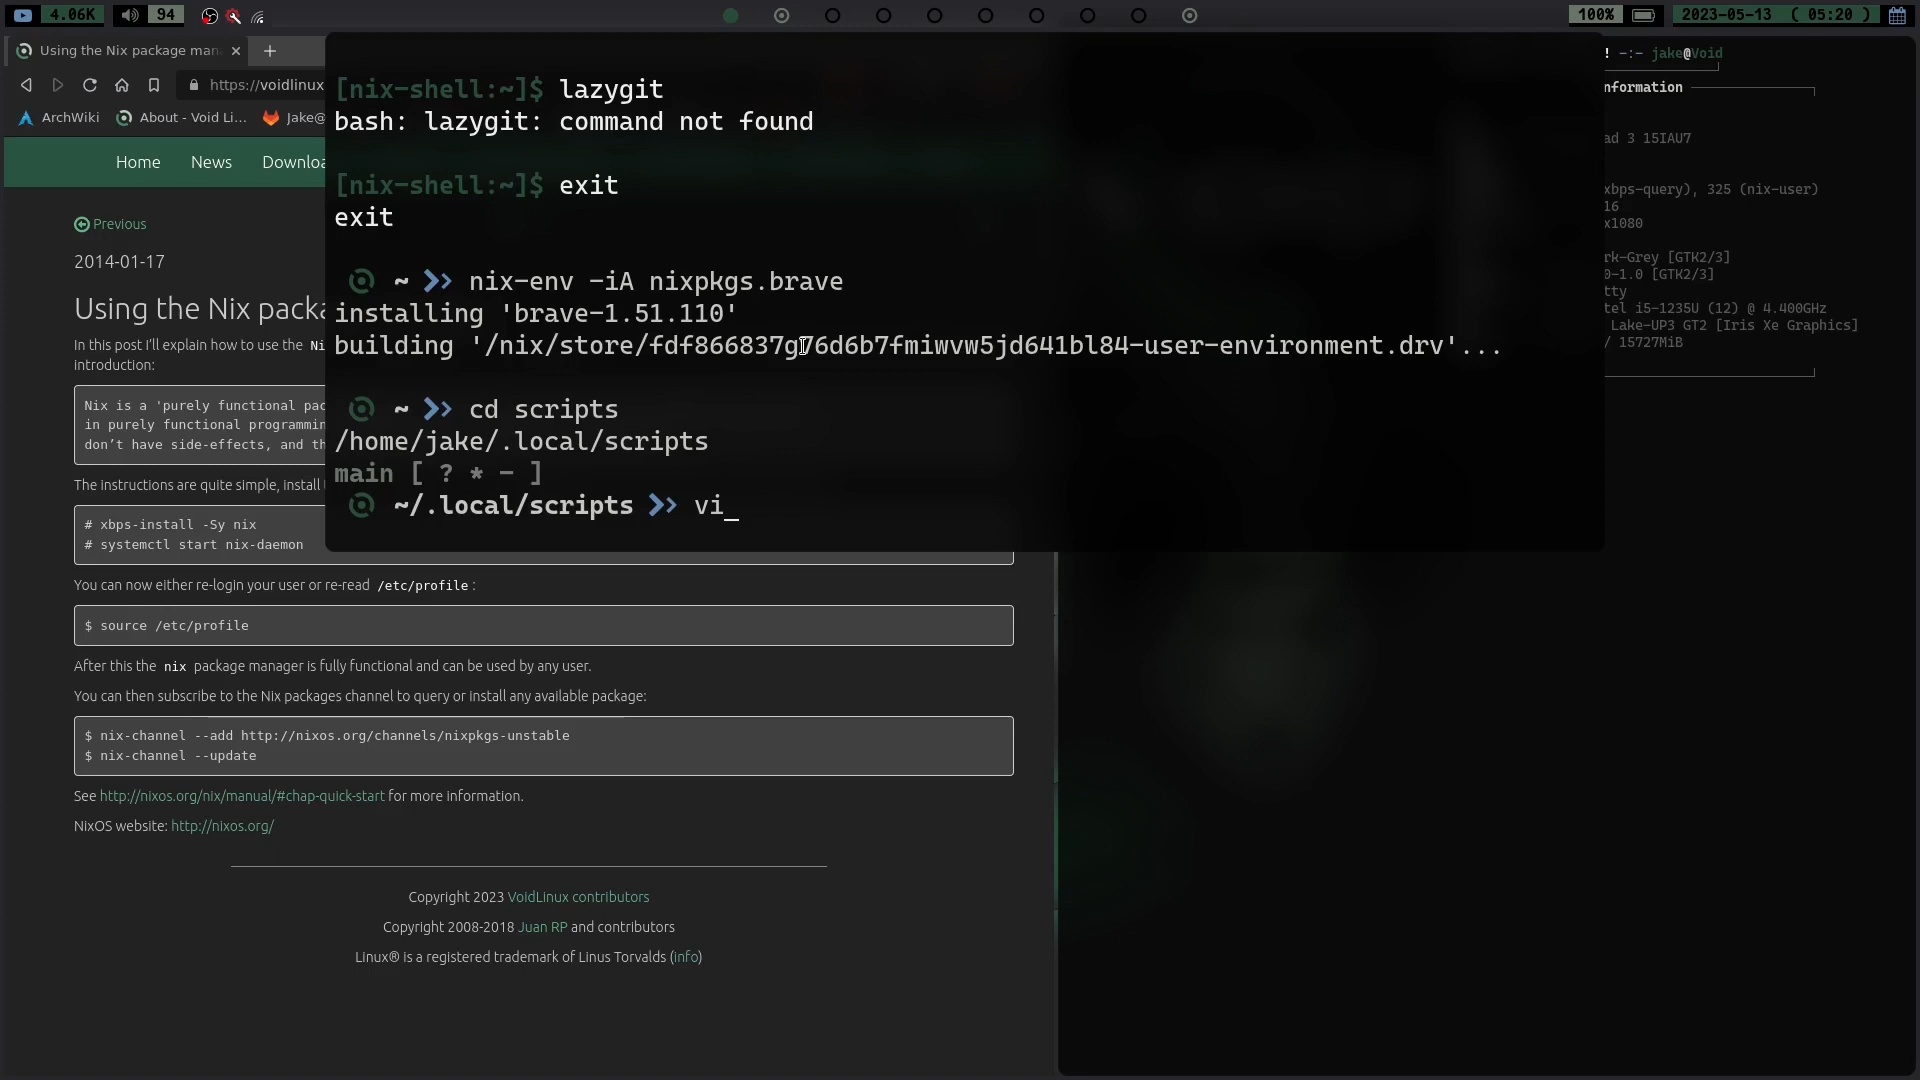 4.06K 94 100% 2023-05-13 ( 05:20 )
Using the Nix package man
https://voidlinux
ArchWiki About - Void Li... Jake@
Home News Downloa
Previous
2014-01-17
Using the Nix packa
In this post I'll explain how to use the Ni
introduction:
Nix is a 'purely functional pac
in purely functional programmin
don't have side-effects, and th
The instructions are quite simple, install
# xbps-install -Sy nix
# systemctl start nix-daemon
You can now either re-login your user or re-read /etc/profile :
$ source /etc/profile
After this the nix package manager is fully functional and can be used by any user.
You can then subscribe to the Nix packages channel to query or install any available package:
$ nix-channel --add http://nixos.org/channels/nixpkgs-unstable
$ nix-channel --update
See http://nixos.org/nix/manual/#chap-quick-start for more information.
NixOS website: http://nixos.org/
Copyright 2023 VoidLinux contributors
Copyright 2008-2018 Juan RP and contributors
Linux® is a registered trademark of Linus Torvalds (info)
[nix-shell:~]$ lazygit
bash: lazygit: command not found
[nix-shell:~]$ exit
exit
~ >> nix-env -iA nixpkgs.brave
installing 'brave-1.51.110'
building '/nix/store/fdf866837g76d6b7fmiwvw5jd641bl84-user-environment.drv'...
~ >> cd scripts
/home/jake/.local/scripts
main [ ? * - ]
~/.local/scripts >> vi_
! -:- jake@Void
nformation
ad 3 15IAU7
xbps-query), 325 (nix-user)
16
x1080
rk-Grey [GTK2/3]
0-1.0 [GTK2/3]
tty
tel i5-1235U (12) @ 4.400GHz
Lake-UP3 GT2 [Iris Xe Graphics]
/ 15727MiB